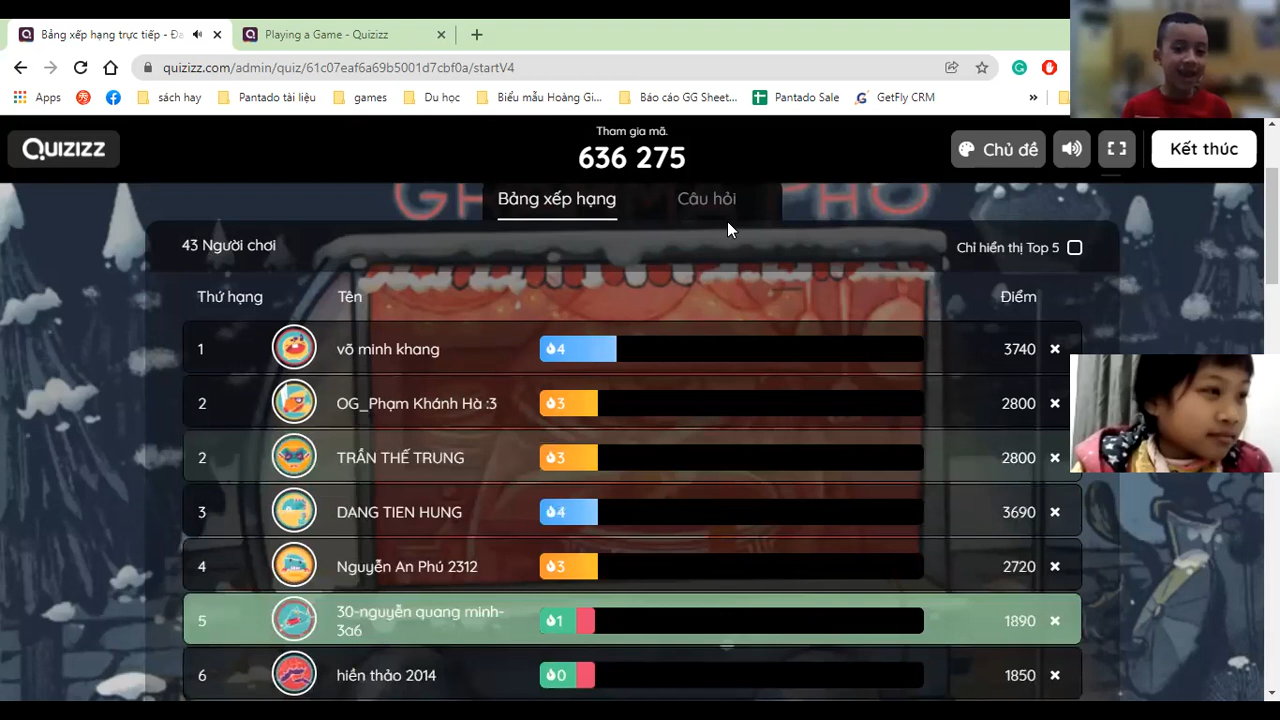 Bảng xếp hạng trực tiếp - Đa
Playing a Game - Quizizz
quizizz.com/admin/quiz/61c07eaf6a69b5001d7cbf0a/startV4
Apps
sách hay
Pantado tài liệu
games
Du học
Biểu mẫu Hoàng Gi...
Báo cáo GG Sheet...
Pantado Sale
GetFly CRM
»
Quizizz
Tham gia mã.
636 275
Chủ đề
Kết thúc
Bảng xếp hạng
Câu hỏi
43 Người chơi
Chỉ hiển thị Top 5
Thứ hạng Tên Điểm
1 võ minh khang 4 3740
2 OG_Phạm Khánh Hà :3 3 2800
2 TRẦN THẾ TRUNG 3 2800
3 DANG TIEN HUNG 4 3690
4 Nguyễn An Phú 2312 3 2720
5 30-nguyễn quang minh- 1 1890
3a6
6 hiền thảo 2014 0 1850